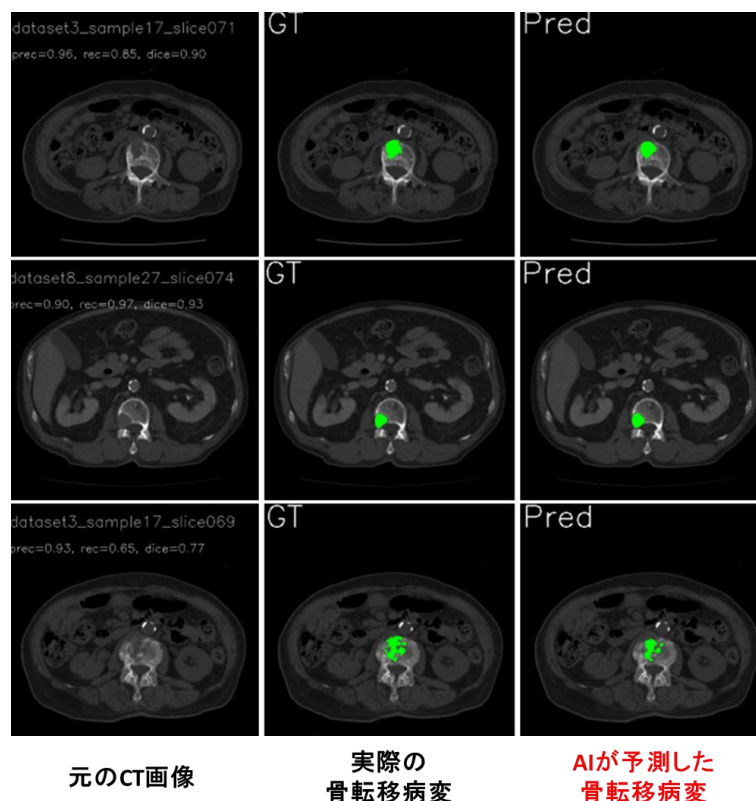 dataset3_sample17_slice071
prec=0.96, rec=0.85, dice=0.90
GT
Pred
dataset8_sample27_slice074
prec=0.90, rec=0.97, dice=0.93
GT
Pred
dataset3_sample17_slice069
prec=0.93, rec=0.65, dice=0.77
GT
Pred
元のCT画像
実際の
骨転移病変
AIが予測した
骨転移病変